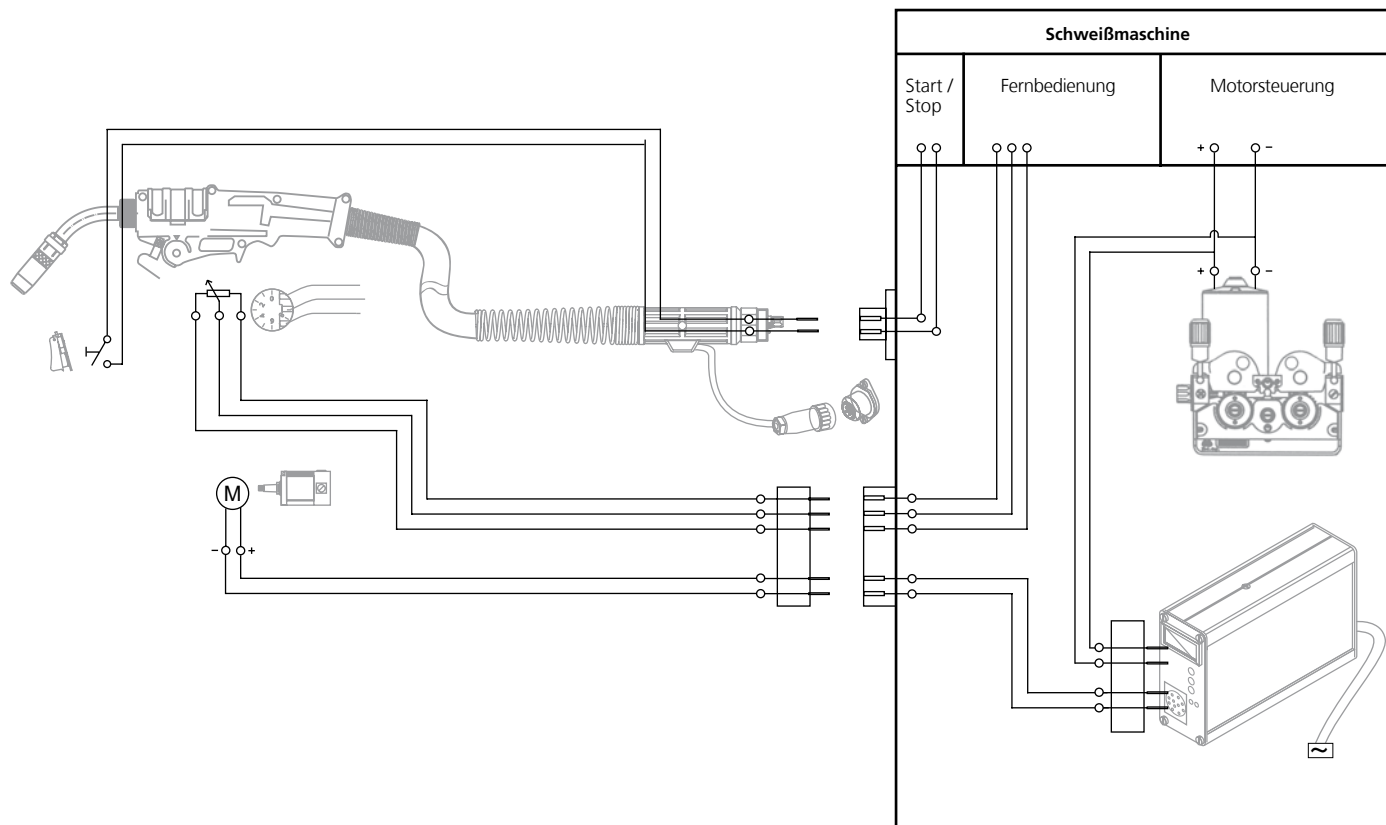 Schweißmaschine
Start /
Stop
Fernbedienung
Motorsteuerung
+ −
+ −
M
− +
~